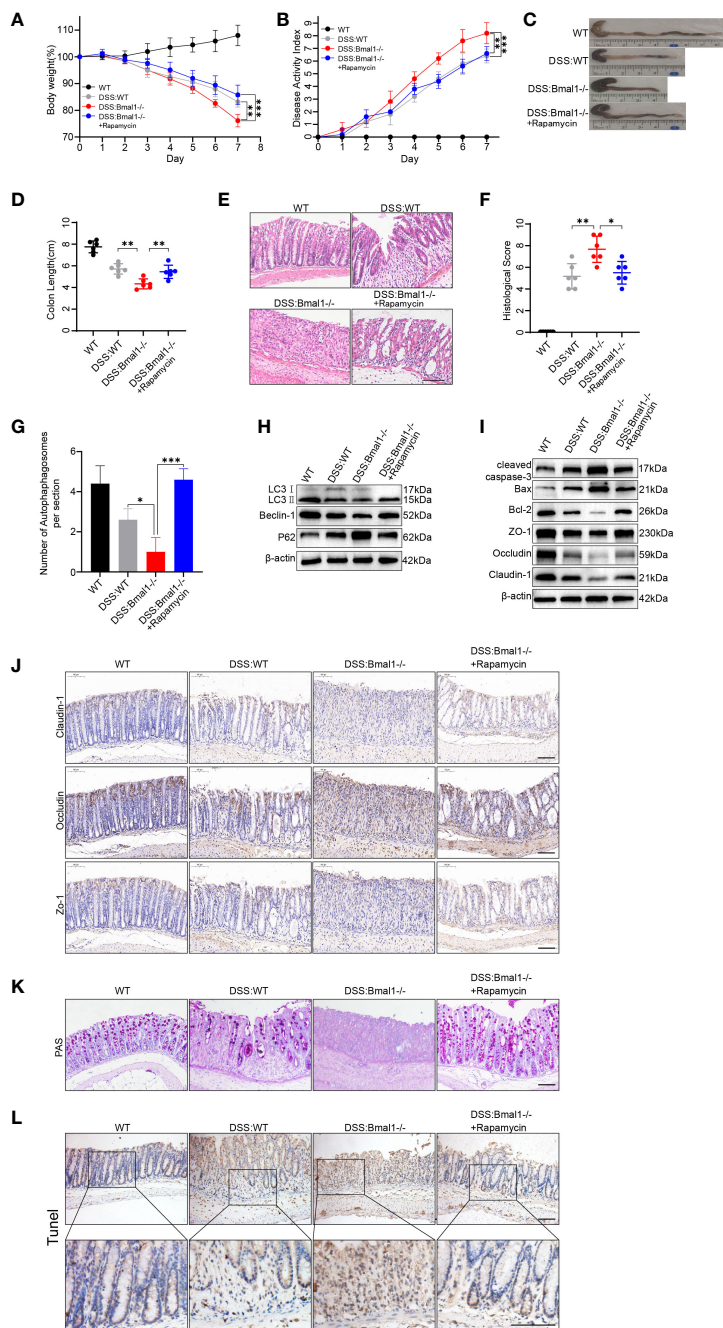 A
Body weight(%)
110
100
90
80
70
0 1 2 3 4 5 6 7 8
Day
WT
DSS:WT
DSS:Bmal1-/-
DSS:Bmal1-/-
+Rapamycin
**
***
B
Disease Activity Index
9
8
7
6
5
4
3
2
1
0
0 1 2 3 4 5 6 7
Day
WT
DSS:WT
DSS:Bmal1-/-
DSS:Bmal1-/-
+Rapamycin
**
***
C
WT
DSS:WT
DSS:Bmal1-/-
DSS:Bmal1-/-
+Rapamycin
D
Colon Length(cm)
10
8
6
4
2
0
** **
WT
DSS:WT
DSS:Bmal1-/-
DSS:Bmal1-/-
+Rapamycin
E
WT DSS:WT
DSS:Bmal1-/- DSS:Bmal1-/-
+Rapamycin
F
Histological Score
10
8
6
4
2
0
** *
WT
DSS:WT
DSS:Bmal1-/-
DSS:Bmal1-/-
+Rapamycin
G
Number of Autophagosomes
per section
6
4
2
0
* ***
WT
DSS:WT
DSS:Bmal1-/-
DSS:Bmal1-/-
+Rapamycin
H
WT DSS:WT DSS:Bmal1-/- DSS:Bmal1-/-
+Rapamycin
LC3 Ⅰ 17kDa
LC3 Ⅱ 15kDa
Beclin-1 52kDa
P62 62kDa
β-actin 42kDa
I
WT DSS:WT DSS:Bmal1-/- DSS:Bmal1-/-
+Rapamycin
cleaved
caspase-3 17kDa
Bax 21kDa
Bcl-2 26kDa
ZO-1 230kDa
Occludin 59kDa
Claudin-1 21kDa
β-actin 42kDa
J
WT DSS:WT DSS:Bmal1-/- DSS:Bmal1-/-
+Rapamycin
Claudin-1
Occludin
Zo-1
K
WT DSS:WT DSS:Bmal1-/- DSS:Bmal1-/-
+Rapamycin
PAS
L
WT DSS:WT DSS:Bmal1-/- DSS:Bmal1-/-
+Rapamycin
Tunel